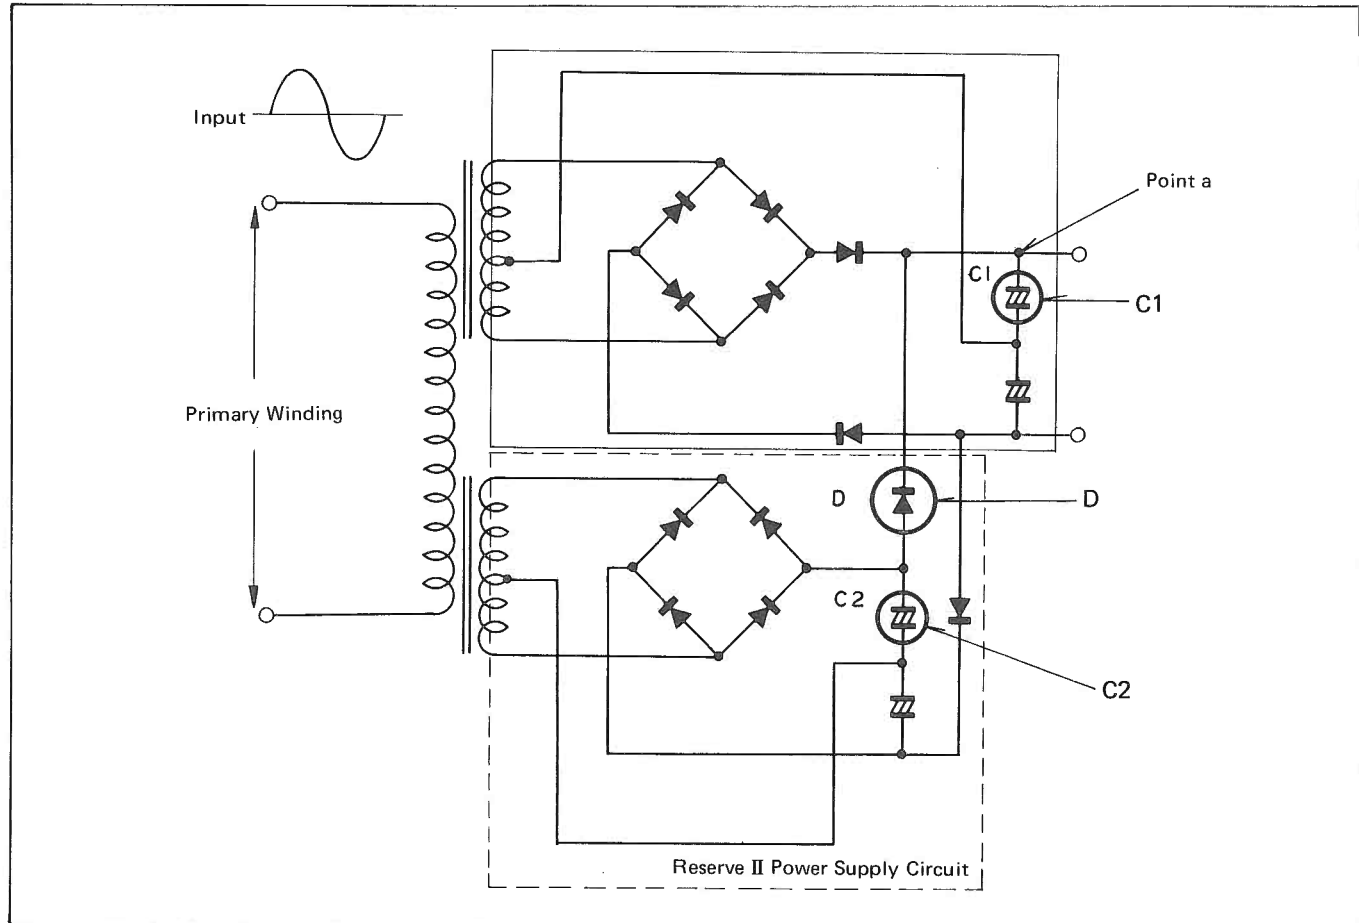 Input
Point a
C1
C1
Primary Winding
D
D
C2
C2
Reserve II Power Supply Circuit